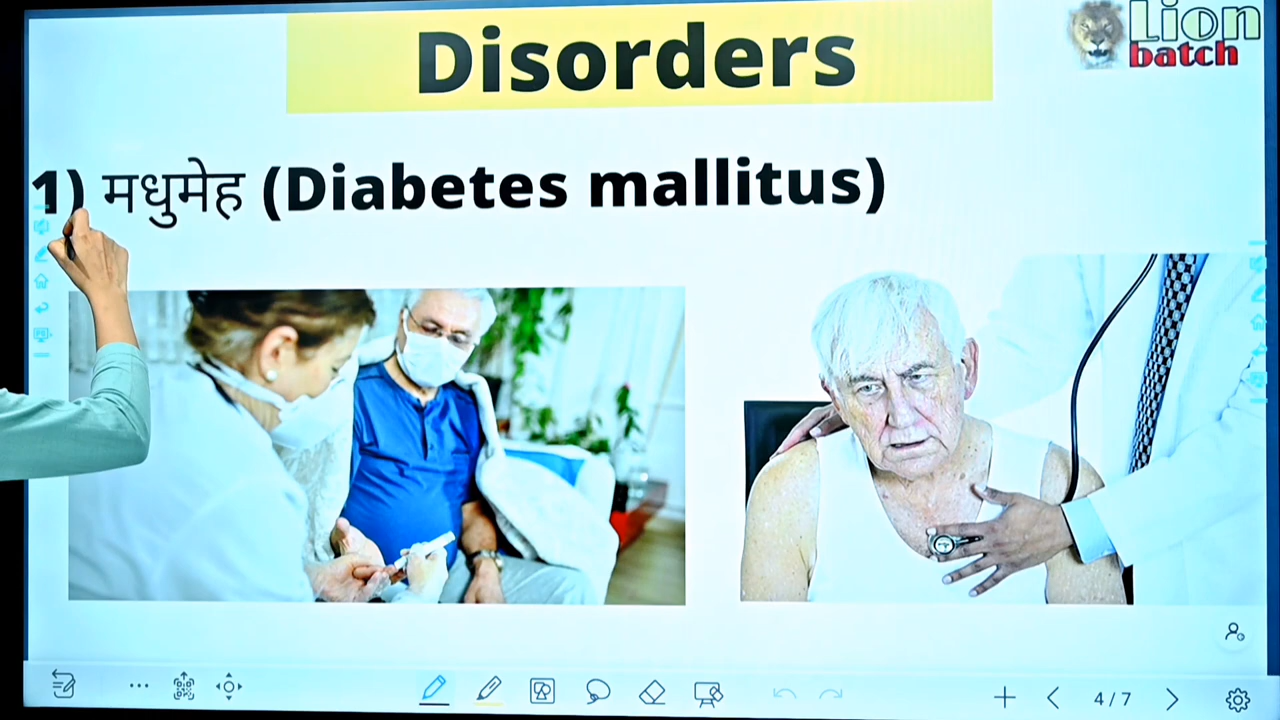 Disorders
Lion
batch
1) मधुमेह (Diabetes mallitus)
4/7